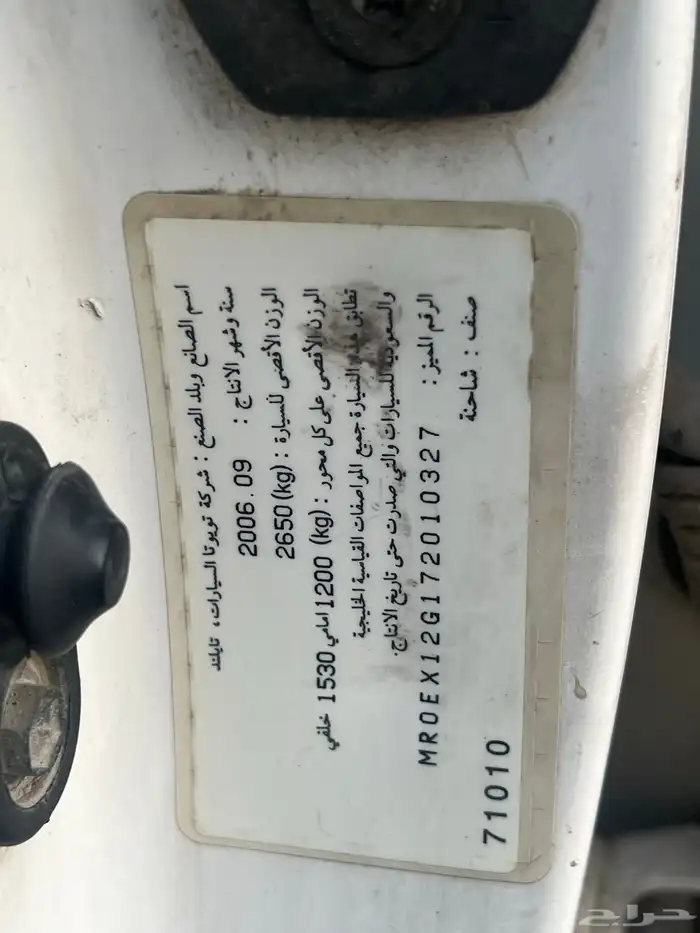 اسم الصانع وبلد الصنع : شركة تويوتا للسيارات، تايلند
سنة وشهر الانتاج : 2006.09
الوزن الأقصى للسيارة : 2650 (kg)
الوزن الأقصى على كل محور : (kg) 1200 امامي 1530 خلفي
تطابق هذه السيارة جميع المواصفات القياسية الخليجية
والسعودية للسيارات والتي صدرت حتى تاريخ الانتاج.
الرقم المميز : MR0EX12G172010327
صنف : شاحنة
71010
حراج